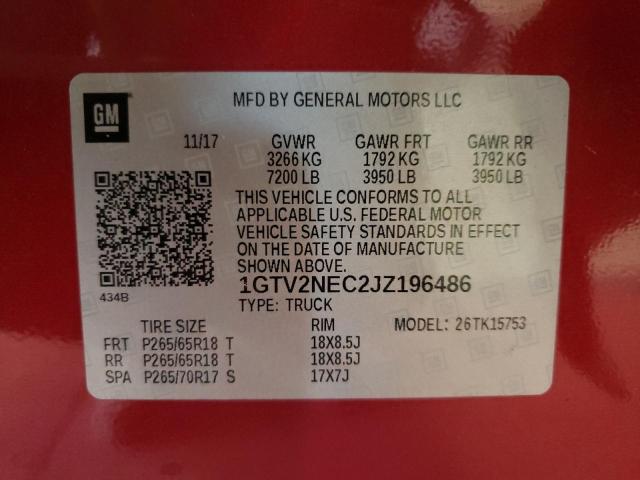 GM
MFD BY GENERAL MOTORS LLC
11/17 GVWR GAWR FRT GAWR RR
3266 KG 1792 KG 1792 KG
7200 LB 3950 LB 3950 LB
THIS VEHICLE CONFORMS TO ALL
APPLICABLE U.S. FEDERAL MOTOR
VEHICLE SAFETY STANDARDS IN EFFECT
ON THE DATE OF MANUFACTURE
SHOWN ABOVE.
434B
1GTV2NEC2JZ196486
TYPE: TRUCK
TIRE SIZE RIM MODEL: 26TK15753
FRT P265/65R18 T 18X8.5J
RR P265/65R18 T 18X8.5J
SPA P265/70R17 S 17X7J